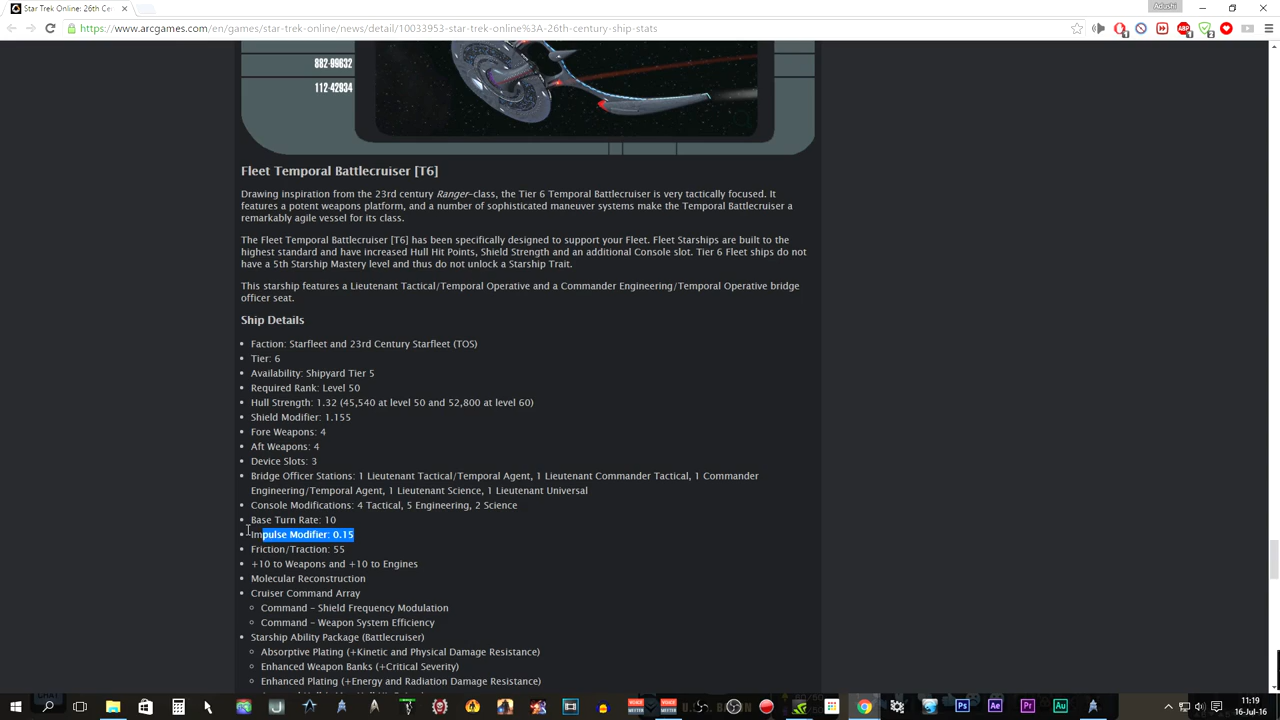 Star Trek Online: 26th Cent
Adushi
https://www.arcgames.com/en/games/star-trek-online/news/detail/10033953-star-trek-online%3A-26th-century-ship-stats
882-99632
112-42034
Fleet Temporal Battlecruiser [T6]
Drawing inspiration from the 23rd century Ranger-class, the Tier 6 Temporal Battlecruiser is very tactically focused. It
features a potent weapons platform, and a number of sophisticated maneuver systems make the Temporal Battlecruiser a
remarkably agile vessel for its class.
The Fleet Temporal Battlecruiser [T6] has been specifically designed to support your Fleet. Fleet Starships are built to the
highest standard and have increased Hull Hit Points, Shield Strength and an additional Console slot. Tier 6 Fleet ships do not
have a 5th Starship Mastery level and thus do not unlock a Starship Trait.
This starship features a Lieutenant Tactical/Temporal Operative and a Commander Engineering/Temporal Operative bridge
officer seat.
Ship Details
Faction: Starfleet and 23rd Century Starfleet (TOS)
Tier: 6
Availability: Shipyard Tier 5
Required Rank: Level 50
Hull Strength: 1.32 (45,540 at level 50 and 52,800 at level 60)
Shield Modifier: 1.155
Fore Weapons: 4
Aft Weapons: 4
Device Slots: 3
Bridge Officer Stations: 1 Lieutenant Tactical/Temporal Agent, 1 Lieutenant Commander Tactical, 1 Commander
Engineering/Temporal Agent, 1 Lieutenant Science, 1 Lieutenant Universal
Console Modifications: 4 Tactical, 5 Engineering, 2 Science
Base Turn Rate: 10
Impulse Modifier: 0.15
Friction/Traction: 55
+10 to Weapons and +10 to Engines
Molecular Reconstruction
Cruiser Command Array
Command – Shield Frequency Modulation
Command – Weapon System Efficiency
Starship Ability Package (Battlecruiser)
Absorptive Plating (+Kinetic and Physical Damage Resistance)
Enhanced Weapon Banks (+Critical Severity)
Enhanced Plating (+Energy and Radiation Damage Resistance)
11:19
16-Jul-16